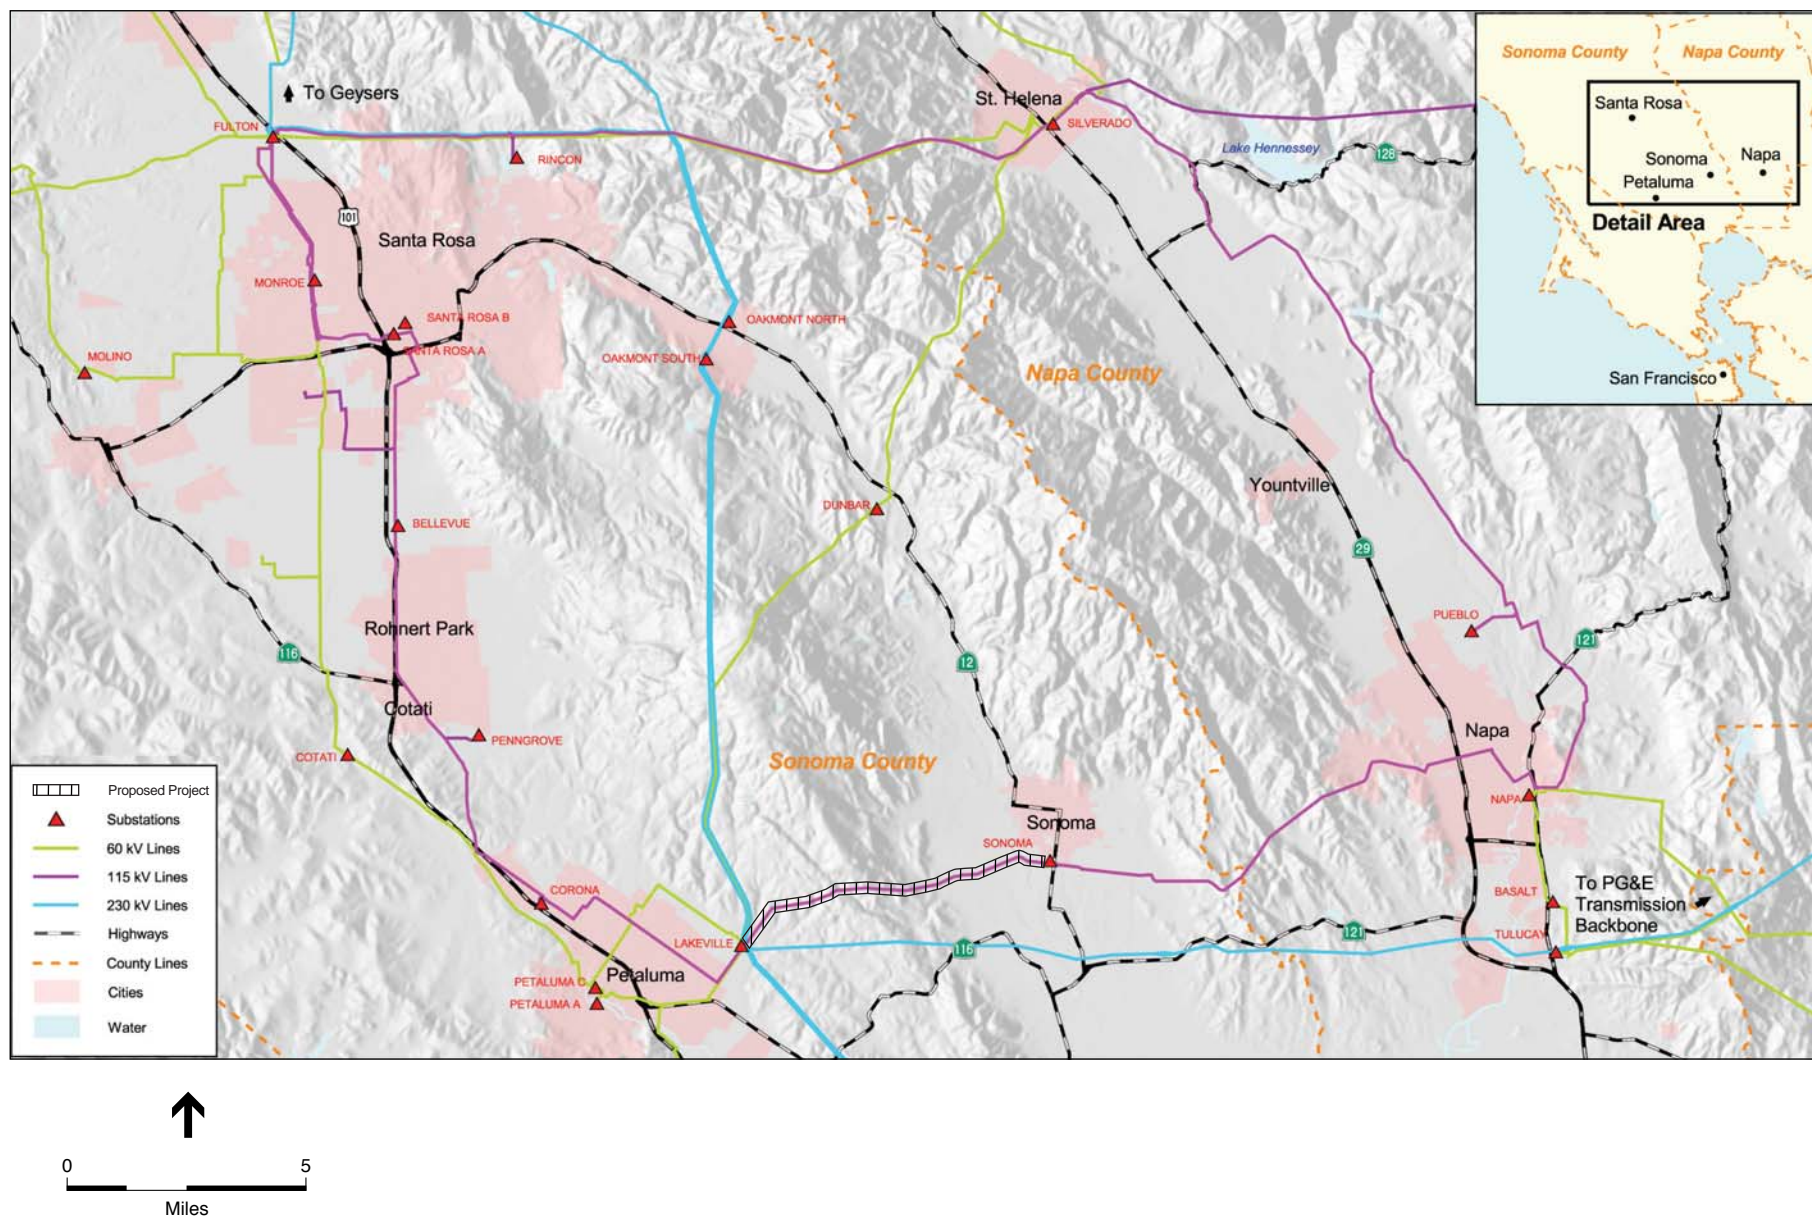 To Geysers
FULTON
RINCON
St. Helena
SILVERADO
Lake Hennessey
128
101
Santa Rosa
MONROE
SANTA ROSA B
SANTA ROSA A
MOLINO
OAKMONT NORTH
OAKMONT SOUTH
Napa County
DUNBAR
Yountville
BELLEVUE
29
Rohnert Park
116
PUEBLO
121
12
Cotati
PENNGROVE
COTATI
Napa
Sonoma County
NAPA
Sonoma
SONOMA
CORONA
BASALT
To PG&E
Transmission
Backbone
LAKEVILLE
116
121
TULUCAY
Petaluma
PETALUMA C
PETALUMA A
Sonoma County
Napa County
Santa Rosa
Sonoma
Napa
Petaluma
Detail Area
San Francisco
Proposed Project
Substations
60 kV Lines
115 kV Lines
230 kV Lines
Highways
County Lines
Cities
Water
0
5
Miles